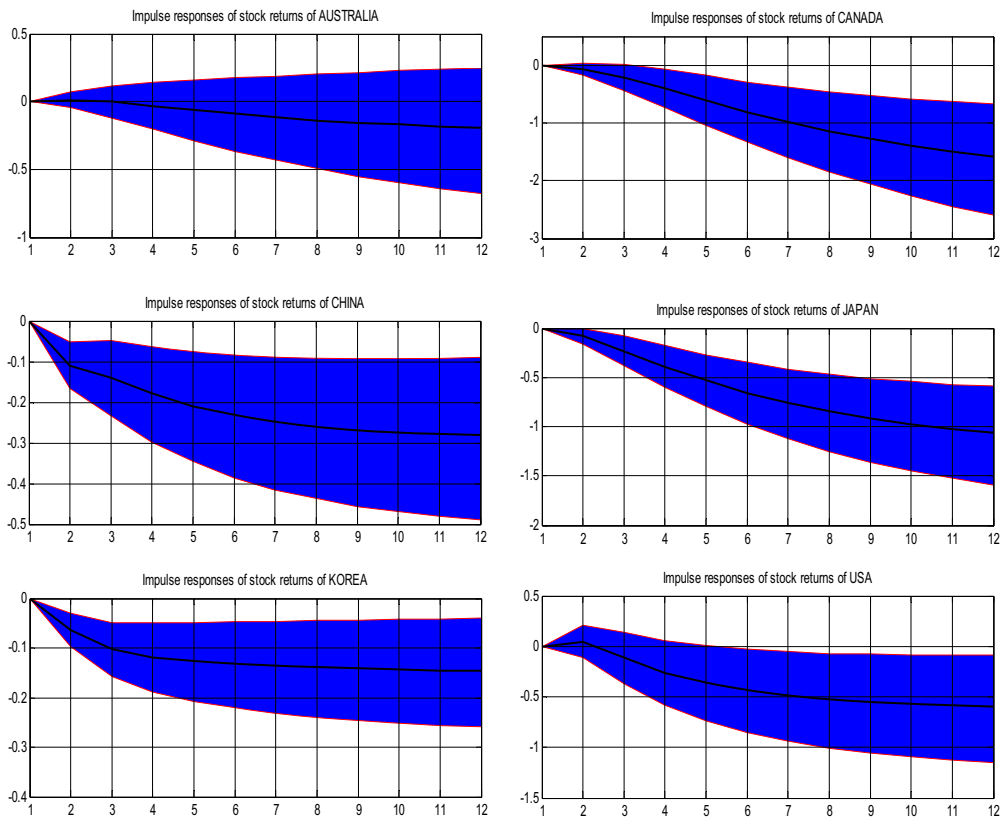 Impulse responses of stock returns of AUSTRALIA
0.5
0
-0.5
-1
1 2 3 4 5 6 7 8 9 10 11 12
Impulse responses of stock returns of CANADA
0
-1
-2
-3
1 2 3 4 5 6 7 8 9 10 11 12
Impulse responses of stock returns of CHINA
0
-0.1
-0.2
-0.3
-0.4
-0.5
1 2 3 4 5 6 7 8 9 10 11 12
Impulse responses of stock returns of JAPAN
0
-0.5
-1
-1.5
-2
1 2 3 4 5 6 7 8 9 10 11 12
Impulse responses of stock returns of KOREA
0
-0.1
-0.2
-0.3
-0.4
1 2 3 4 5 6 7 8 9 10 11 12
Impulse responses of stock returns of USA
0.5
0
-0.5
-1
-1.5
1 2 3 4 5 6 7 8 9 10 11 12